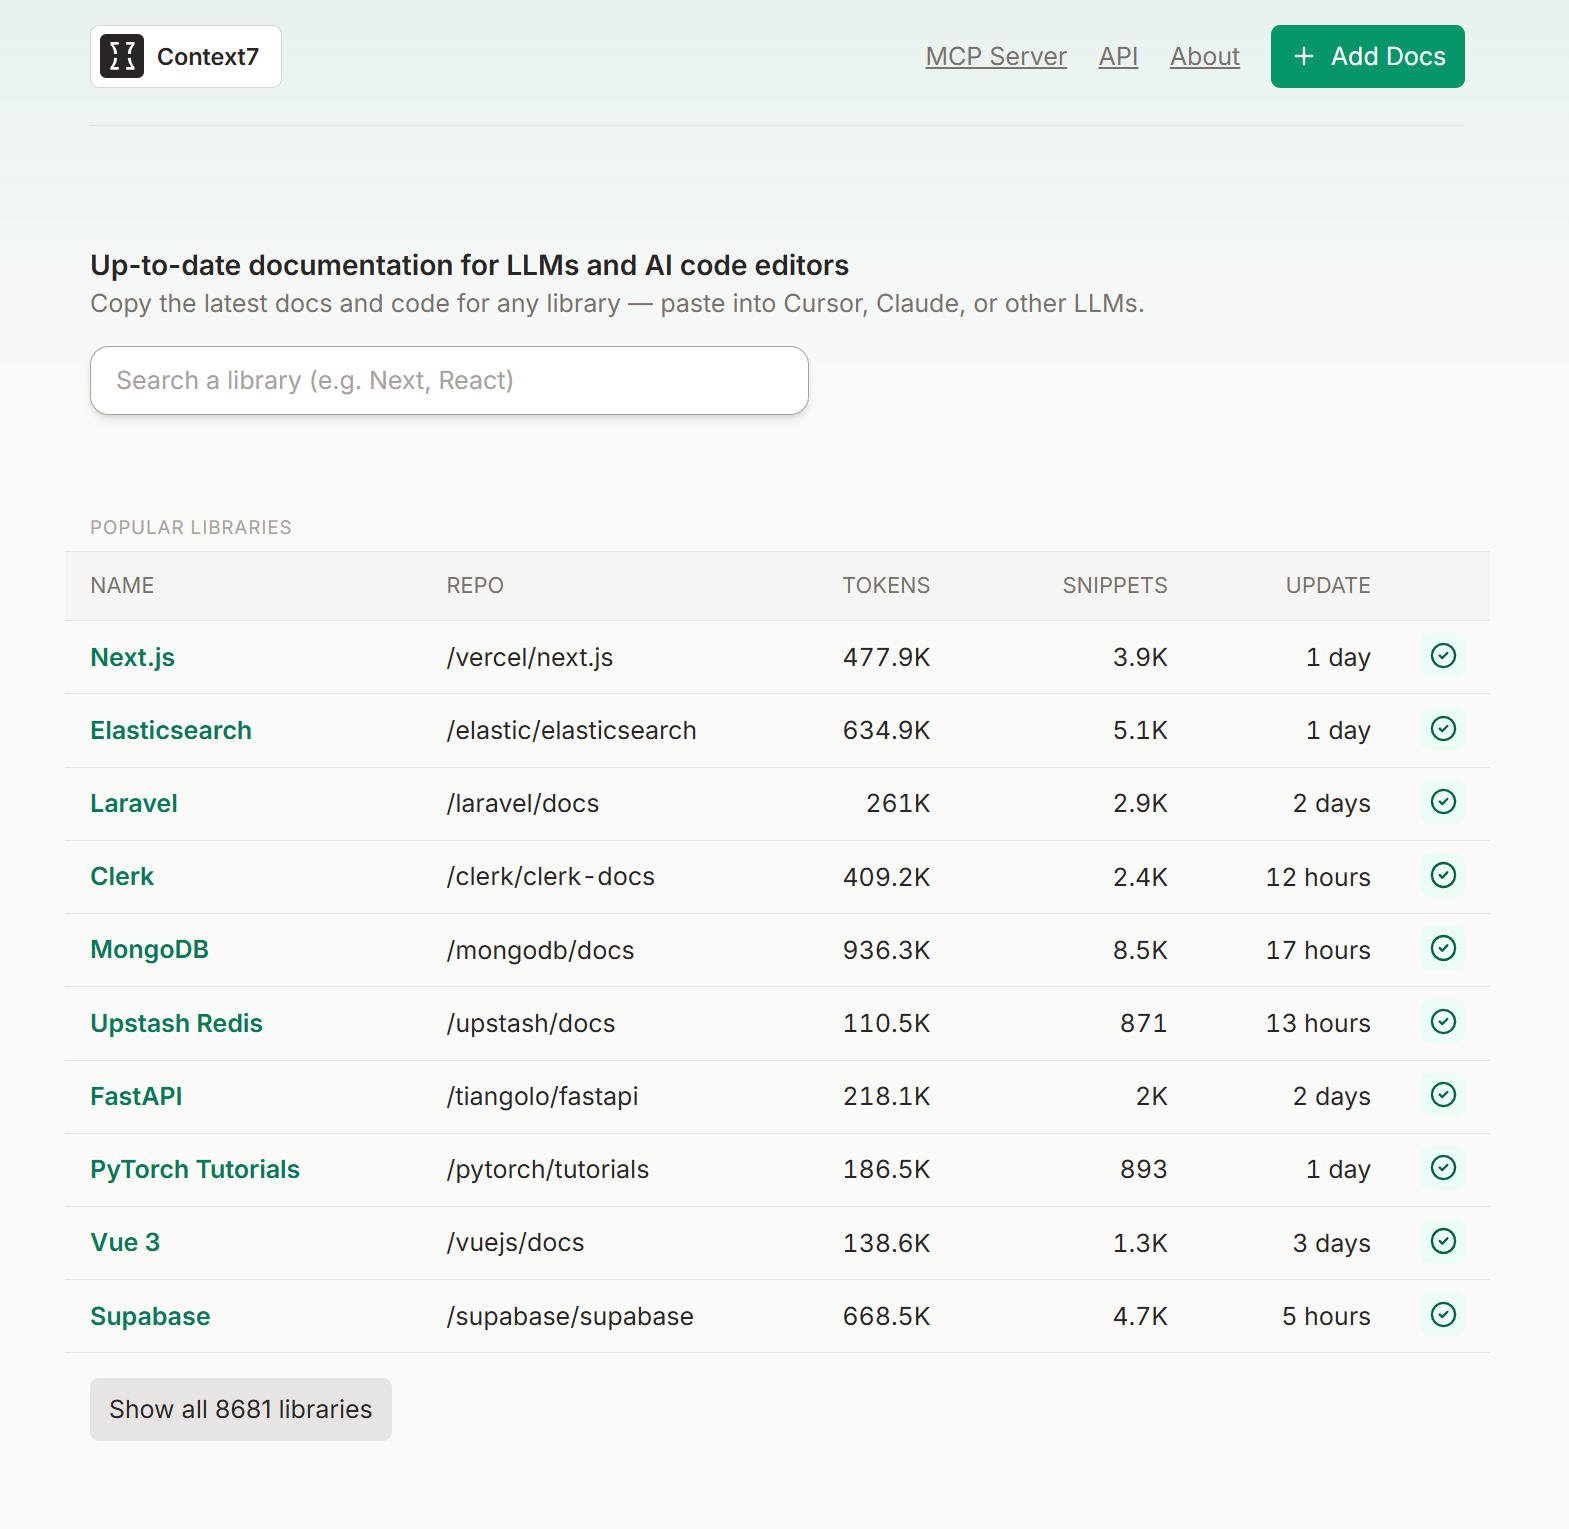 Context7
MCP Server API About + Add Docs
Up-to-date documentation for LLMs and AI code editors
Copy the latest docs and code for any library — paste into Cursor, Claude, or other LLMs.
Search a library (e.g. Next, React)
POPULAR LIBRARIES
NAME REPO TOKENS SNIPPETS UPDATE
Next.js /vercel/next.js 477.9K 3.9K 1 day
Elasticsearch /elastic/elasticsearch 634.9K 5.1K 1 day
Laravel /laravel/docs 261K 2.9K 2 days
Clerk /clerk/clerk-docs 409.2K 2.4K 12 hours
MongoDB /mongodb/docs 936.3K 8.5K 17 hours
Upstash Redis /upstash/docs 110.5K 871 13 hours
FastAPI /tiangolo/fastapi 218.1K 2K 2 days
PyTorch Tutorials /pytorch/tutorials 186.5K 893 1 day
Vue 3 /vuejs/docs 138.6K 1.3K 3 days
Supabase /supabase/supabase 668.5K 4.7K 5 hours
Show all 8681 libraries